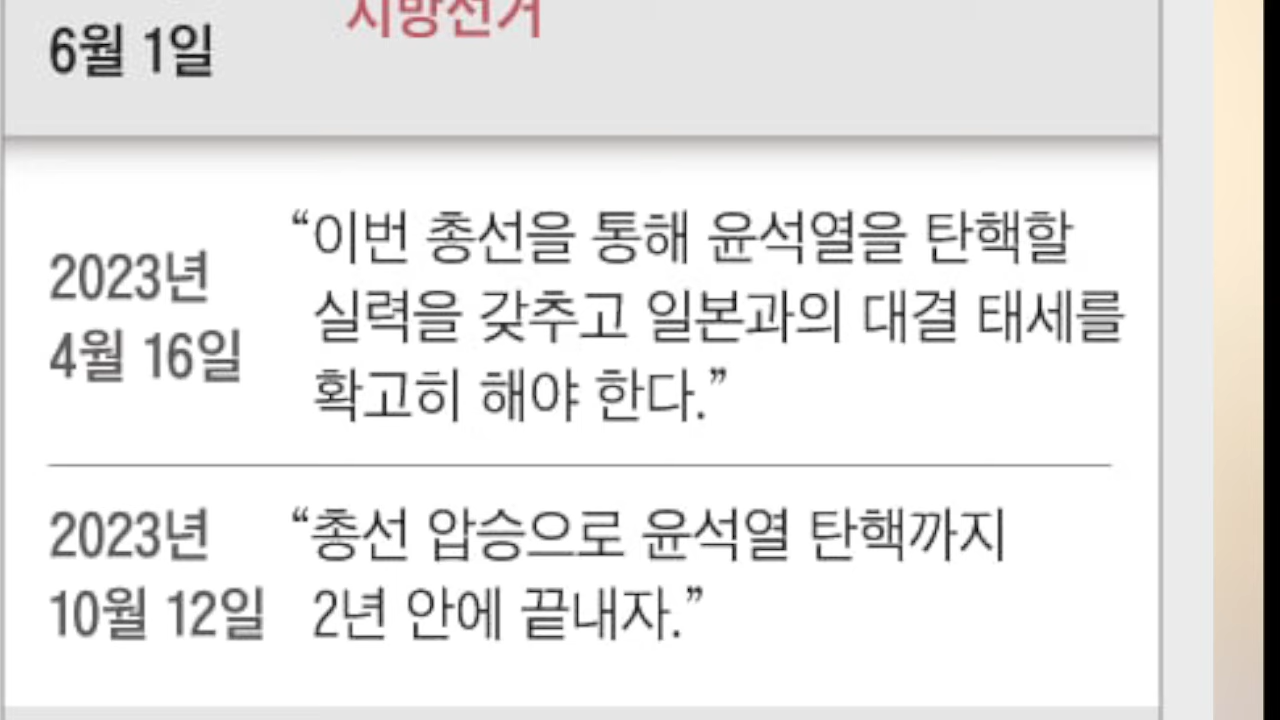 지방선거
6월 1일
2023년
4월 16일
“이번 총선을 통해 윤석열을 탄핵할
실력을 갖추고 일본과의 대결 태세를
확고히 해야 한다.”
2023년
10월 12일
“총선 압승으로 윤석열 탄핵까지
2년 안에 끝내자.”